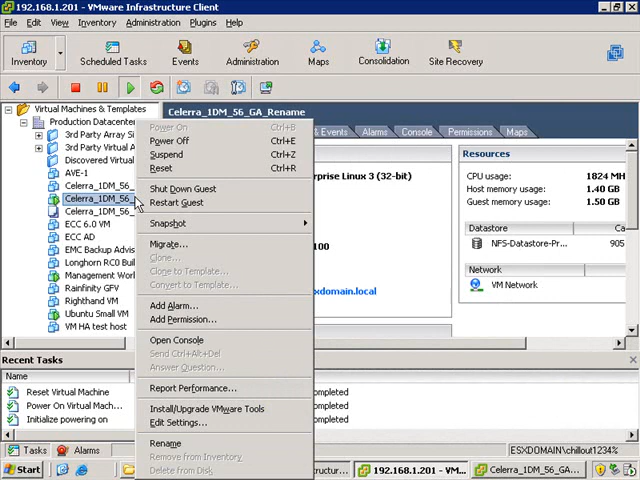 192.168.1.201 - VMware Infrastructure Client
File Edit View Inventory Administration Plugins Help
Inventory Scheduled Tasks Events Administration Maps Consolidation Site Recovery
Virtual Machines & Templates
Production Datacenter
3rd Party Array Si
3rd Party Virtual A
Discovered Virtual
AVE-1
Celerra_1DM_56_
Celerra_1DM_56_
Celerra_1DM_56_
ECC 6.0 VM
ECC AD
EMC Backup Advis
Longhorn RC0 Buil
Management Work
Rainfinity GFV
Righthand VM
Ubuntu Small VM
VM HA test host
Power On Ctrl+B
Power Off Ctrl+E
Suspend Ctrl+Z
Reset Ctrl+R
Shut Down Guest
Restart Guest
Snapshot
Migrate...
Clone...
Clone to Template...
Convert to Template...
Add Alarm...
Add Permission...
Open Console
Send Ctrl+Alt+Del
Answer Question...
Report Performance...
Install/Upgrade VMware Tools
Edit Settings...
Rename
Remove from Inventory
Delete from Disk
Celerra_1DM_56_GA_Rename
& Events Alarms Console Permissions Maps
erprise Linux 3 (32-bit)
100
sxdomain.local
Resources
CPU usage: 1824 MH
Host memory usage: 1.69 GB
Guest memory usage: 1.50 GB
Datastore
NFS-Datastore-Pr... 905
Network
VM Network
Recent Tasks
Name
Reset Virtual Machine ompleted
Power On Virtual Mach... ompleted
Initialize powering on ompleted
Tasks Alarms ESXDOMAIN\chillout1234%
Start tructure... 192.168.1.201 - VM... Celerra_1DM_56_GA...